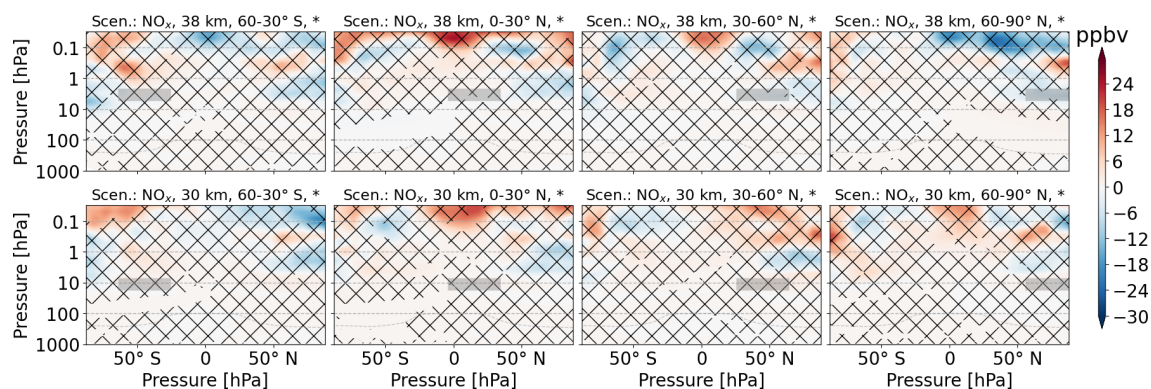 Scen.: NOₓ, 38 km, 60-30° S, *
Scen.: NOₓ, 38 km, 0-30° N, *
Scen.: NOₓ, 38 km, 30-60° N, *
Scen.: NOₓ, 38 km, 60-90° N, *
ppbv
Pressure [hPa]
0.1
1
10
100
1000
24
18
12
6
0
−6
−12
−18
−24
−30
Scen.: NOₓ, 30 km, 60-30° S, *
Scen.: NOₓ, 30 km, 0-30° N, *
Scen.: NOₓ, 30 km, 30-60° N, *
Scen.: NOₓ, 30 km, 60-90° N, *
Pressure [hPa]
0.1
1
10
100
1000
50° S 0 50° N
50° S 0 50° N
50° S 0 50° N
50° S 0 50° N
Pressure [hPa]
Pressure [hPa]
Pressure [hPa]
Pressure [hPa]